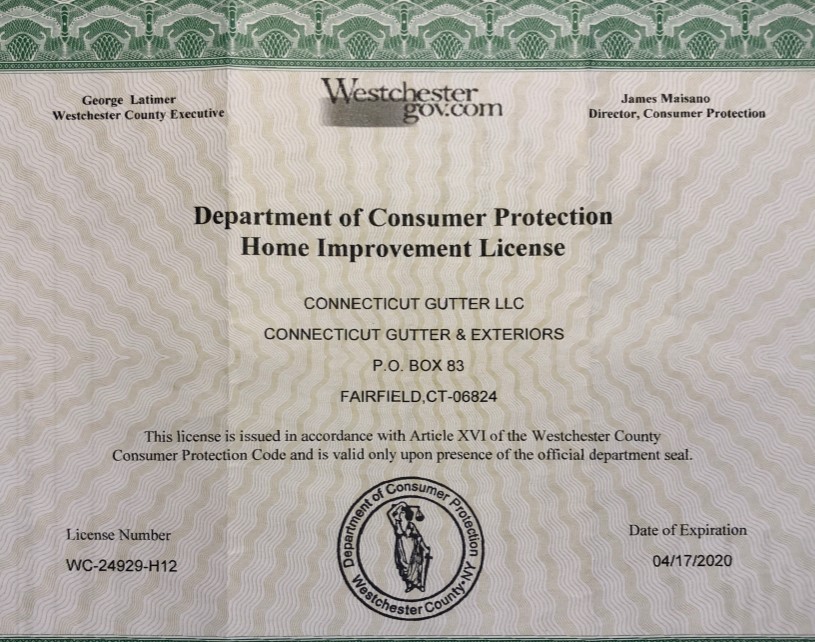 George Latimer
Westchester County Executive
Westchester
gov.com
James Maisano
Director, Consumer Protection
Department of Consumer Protection
Home Improvement License
CONNECTICUT GUTTER LLC
CONNECTICUT GUTTER & EXTERIORS
P.O. BOX 83
FAIRFIELD,CT-06824
This license is issued in accordance with Article XVI of the Westchester County
Consumer Protection Code and is valid only upon presence of the official department seal.
License Number
WC-24929-H12
Department of Consumer Protection
Westchester County•NY
Date of Expiration
04/17/2020